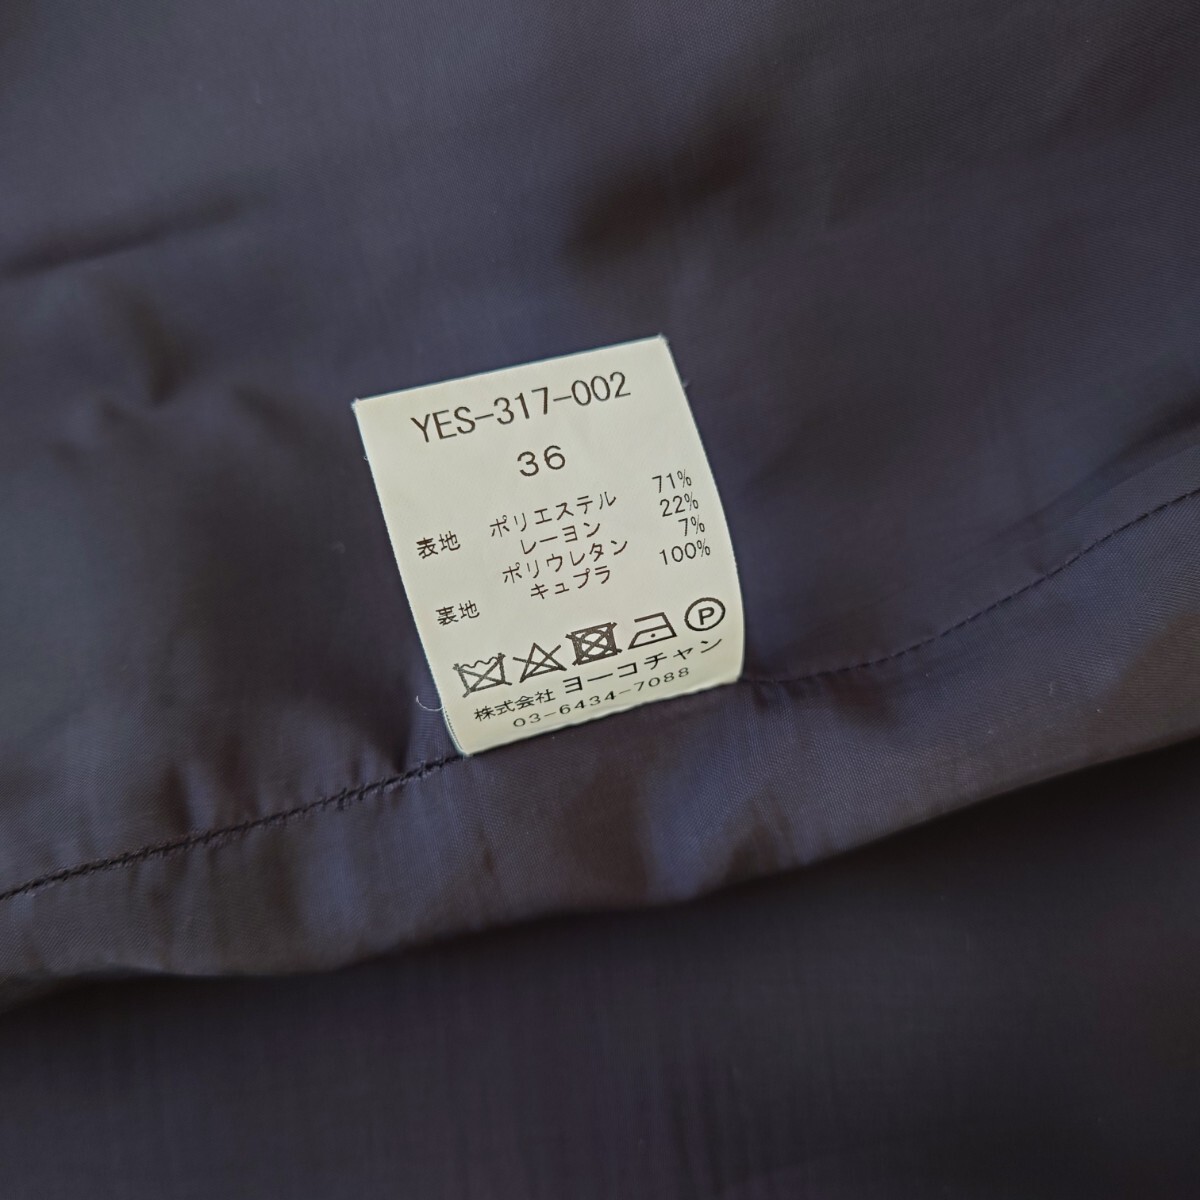 YES-317-002
36
表地 ポリエステル 71%
レーヨン 22%
ポリウレタン 7%
裏地 キュプラ 100%
P
株式会社 ヨーコチャン
03-6434-7088